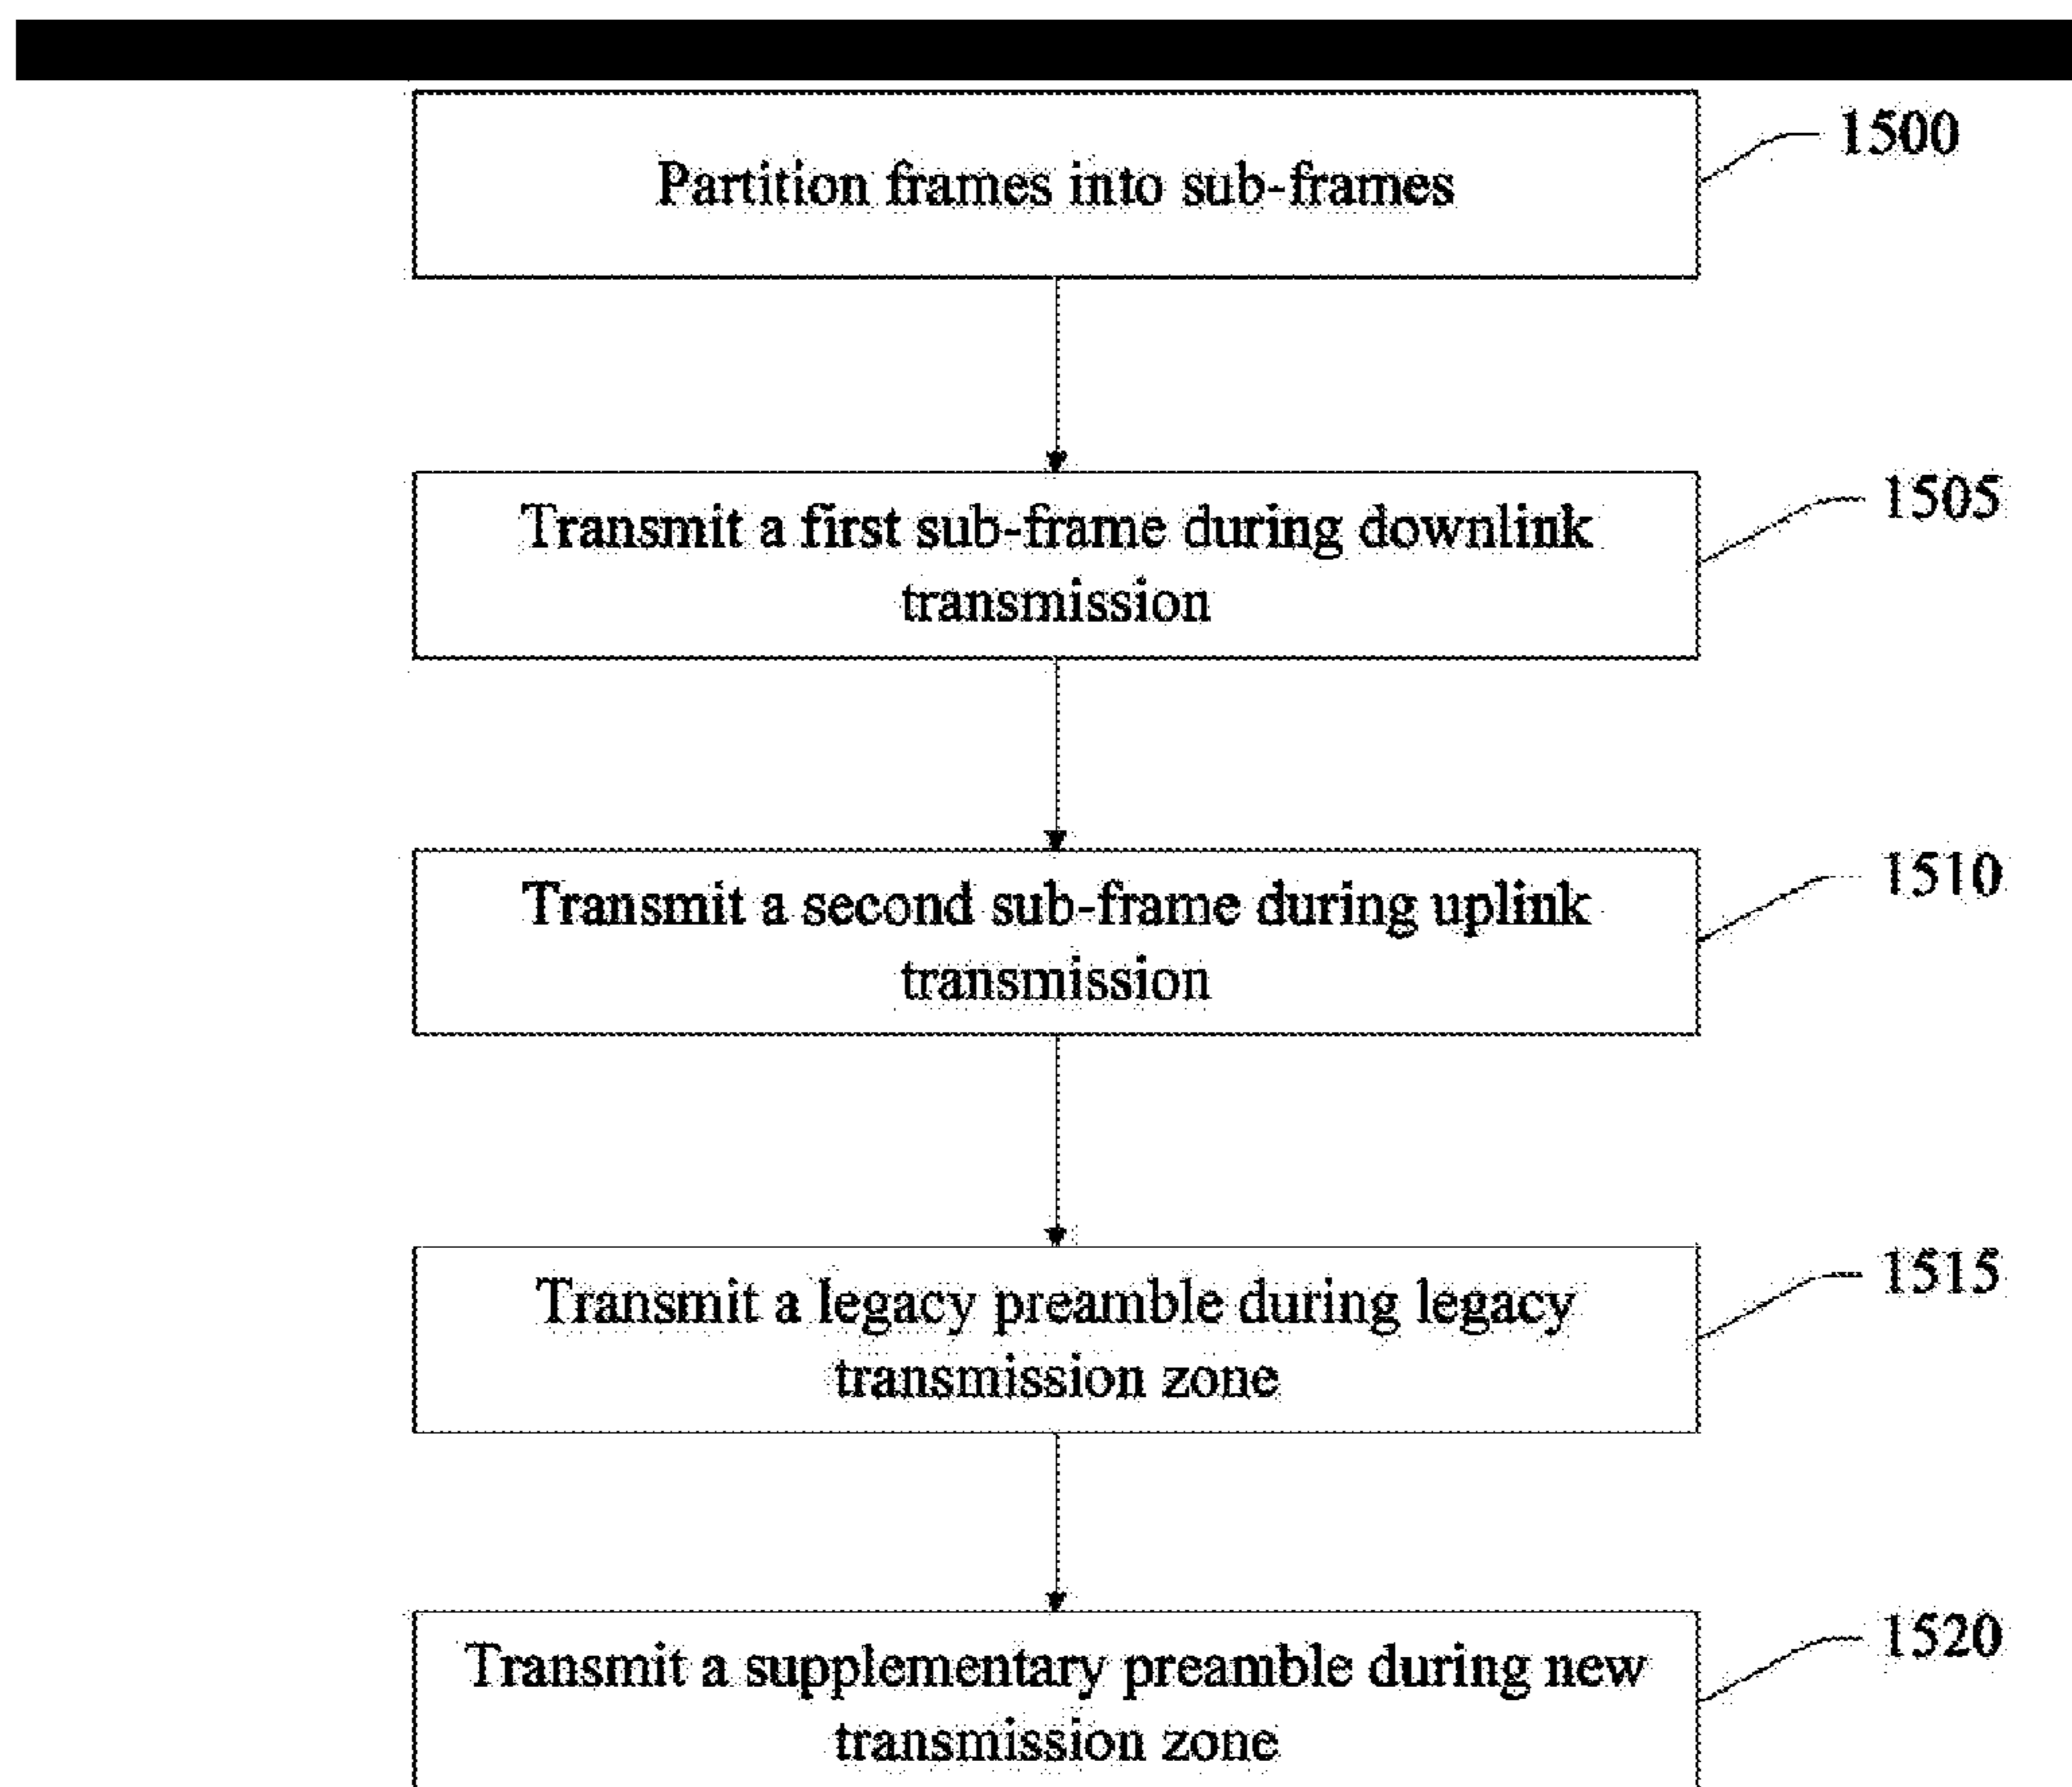 Partition frames into sub-frames
1500
Transmit a first sub-frame during downlink
transmission
1505
Transmit a second sub-frame during uplink
transmission
1510
Transmit a legacy preamble during legacy
transmission zone
1515
Transmit a supplementary preamble during new
transmission zone
1520